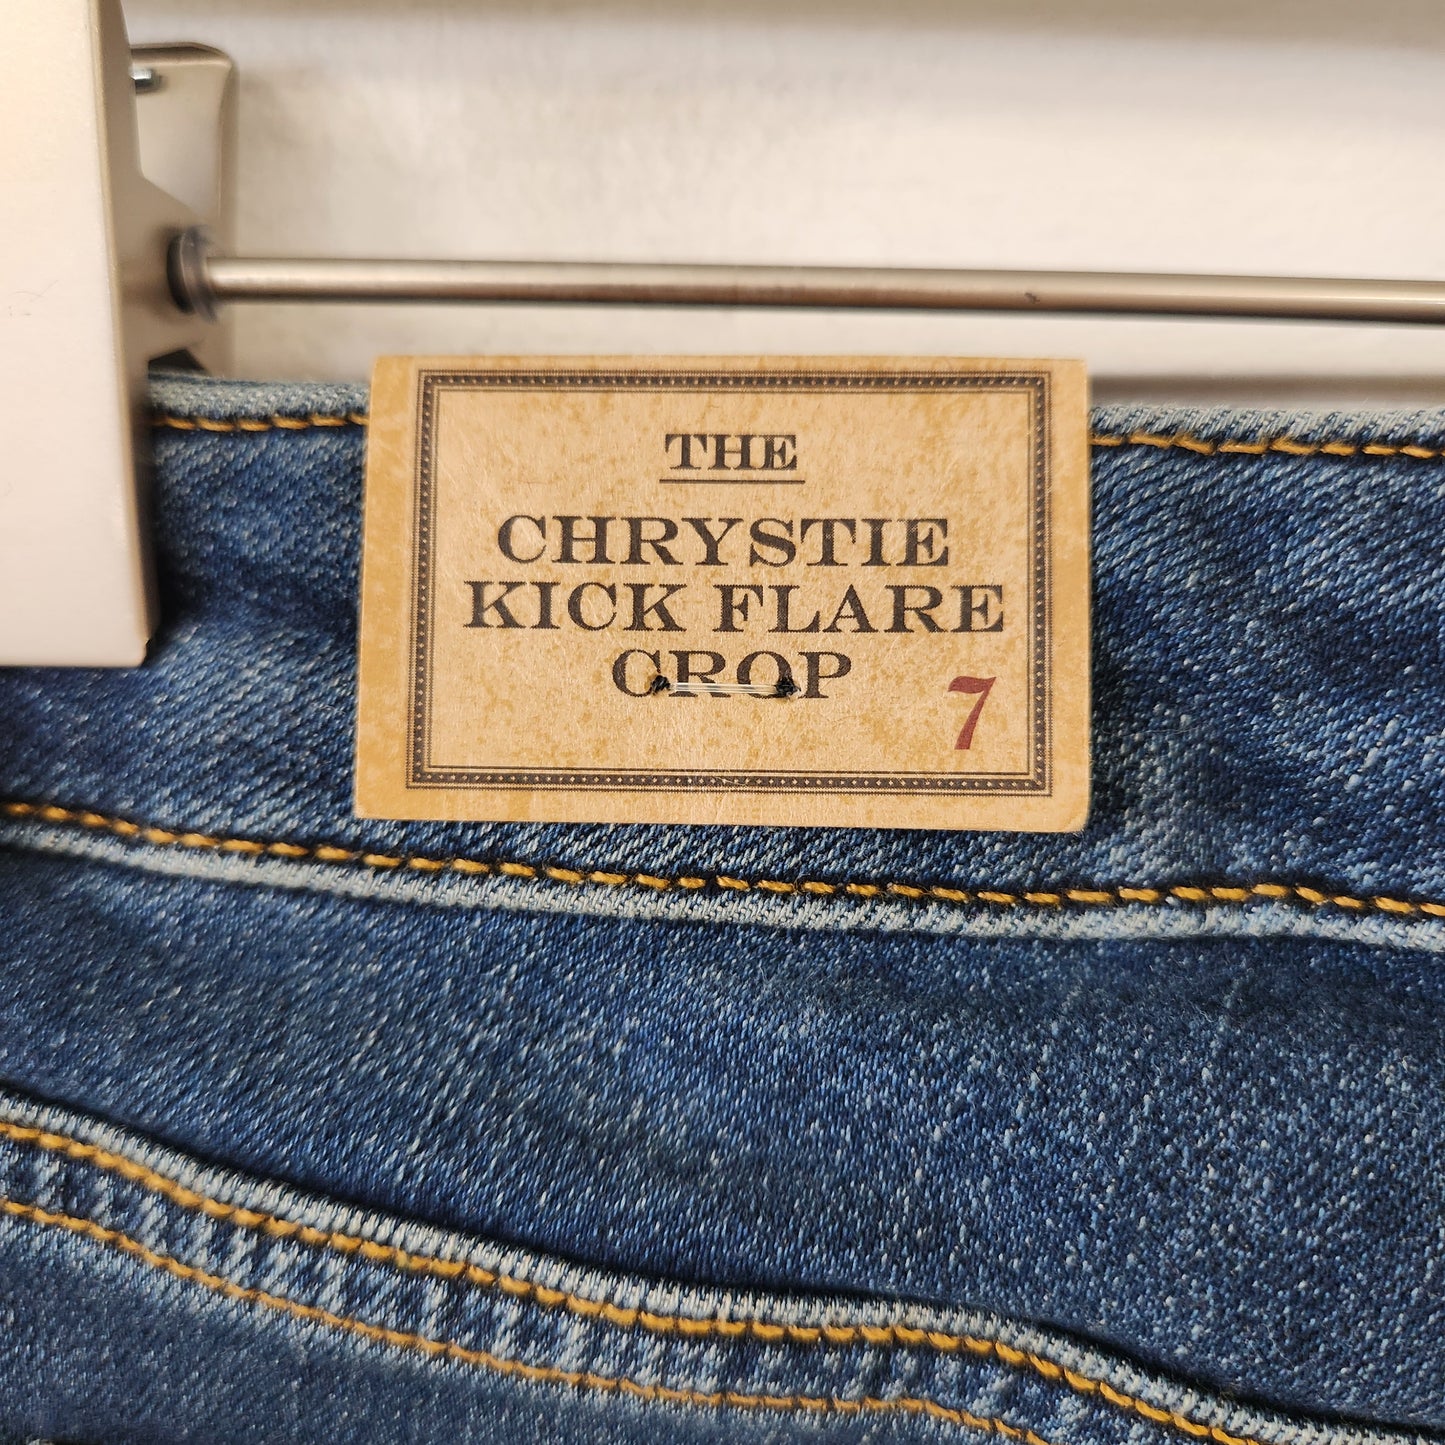 THE
CHRYSTIE
KICK FLARE
CROP
7